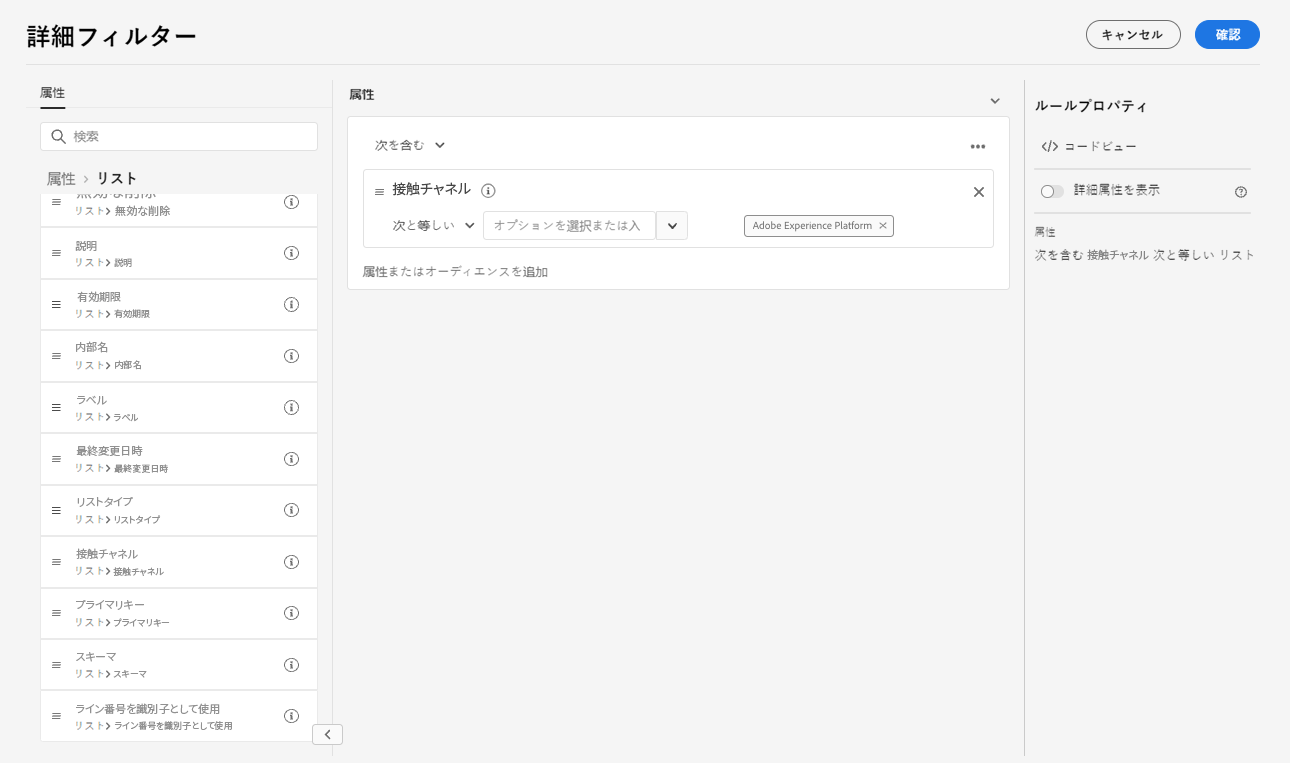 詳細フィルター
キャンセル
確認
属性
検索
属性 > リスト
リスト > 無効な削除
説明
リスト > 説明
有効期限
リスト > 有効期限
内部名
リスト > 内部名
ラベル
リスト > ラベル
最終変更日時
リスト > 最終変更日時
リストタイプ
リスト > リストタイプ
接触チャネル
リスト > 接触チャネル
プライマリキー
リスト > プライマリキー
スキーマ
リスト > スキーマ
ライン番号を識別子として使用
リスト > ライン番号を識別子として使用
属性
次を含む
接触チャネル
次と等しい オプションを選択または入 Adobe Experience Platform
属性またはオーディエンスを追加
ルールプロパティ
</> コードビュー
詳細属性を表示
属性
次を含む 接触チャネル 次と等しい リスト